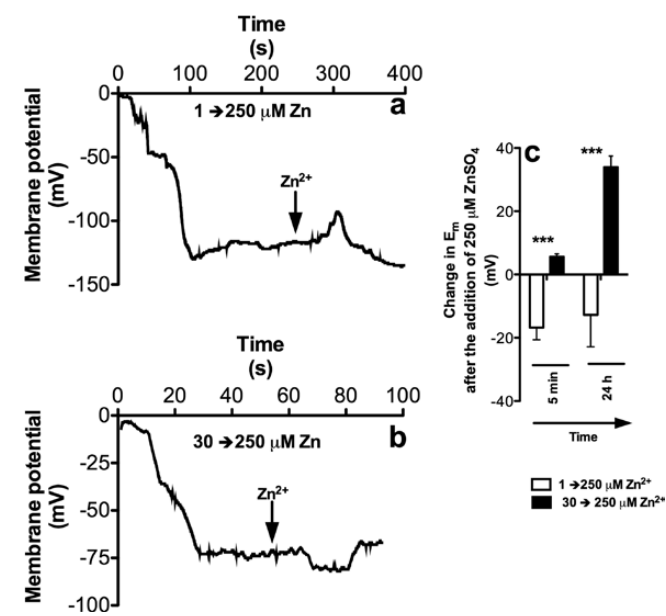 Time
(s)
0 100 200 300 400
0
-50
-100
-150
Membrane potential
(mV)
1 ➔250 µM Zn
a
Zn²⁺
Time
(s)
0 20 40 60 80 100
0
-25
-50
-75
-100
Membrane potential
(mV)
30 ➔250 µM Zn
b
Zn²⁺
c
40
20
0
-20
-40
Change in Eₘ
after the addition of 250 µM ZnSO₄
(mV)
***
***
5 min
24 h
Time
1 ➔250 µM Zn²⁺
30 ➔ 250 µM Zn²⁺